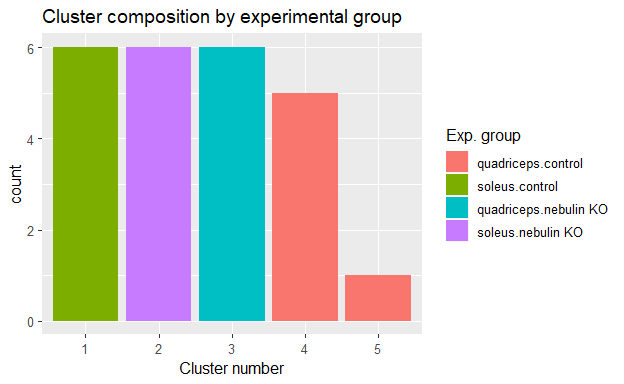 Cluster composition by experimental group
6
4
2
0
count
1 2 3 4 5
Cluster number
Exp. group
quadriceps.control
soleus.control
quadriceps.nebulin KO
soleus.nebulin KO